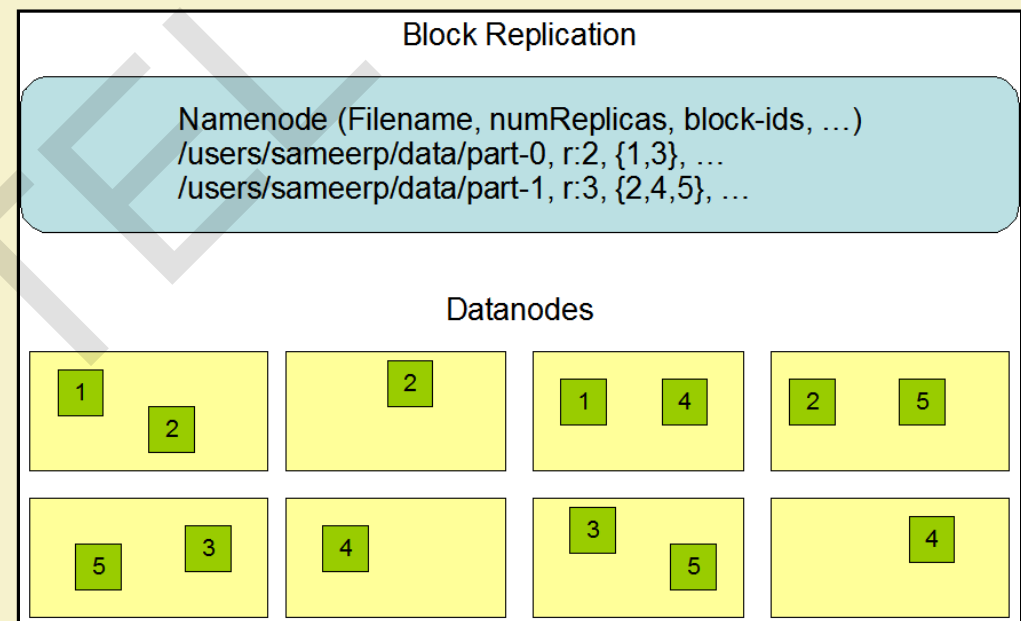 Block Replication
Namenode (Filename, numReplicas, block-ids, …)
/users/sameerp/data/part-0, r:2, {1,3}, …
/users/sameerp/data/part-1, r:3, {2,4,5}, …
Datanodes
1
2
2
1 4
2 5
5 3
4
3
5
4
TEL